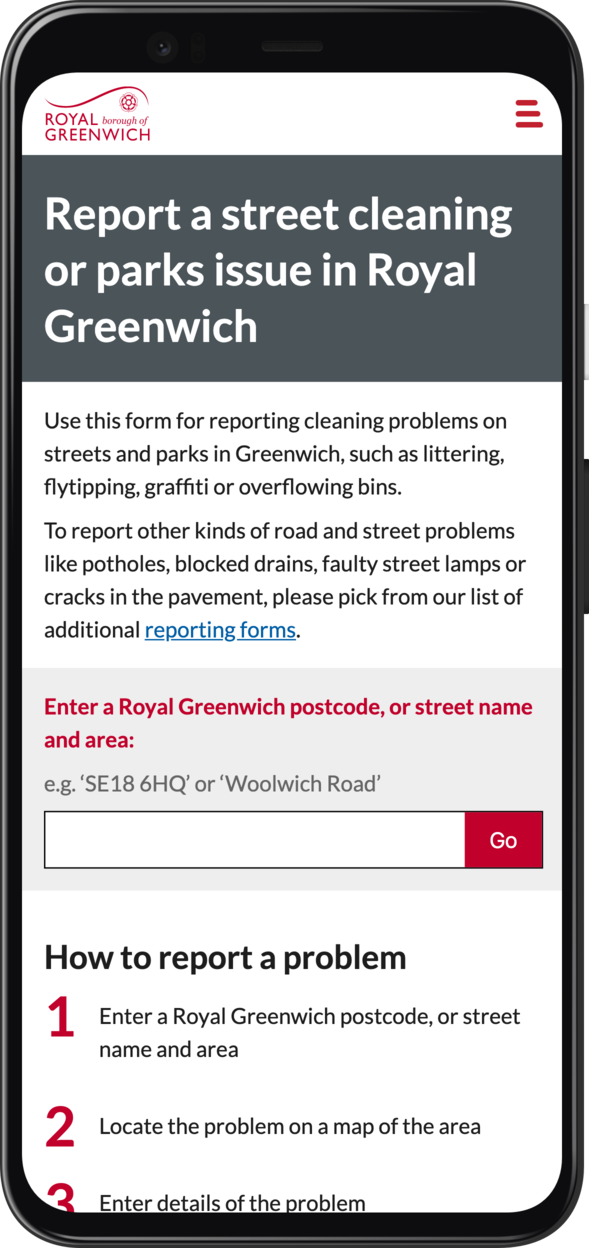 ROYAL borough of
GREENWICH
Report a street cleaning
or parks issue in Royal
Greenwich
Use this form for reporting cleaning problems on
streets and parks in Greenwich, such as littering,
flytipping, graffiti or overflowing bins.
To report other kinds of road and street problems
like potholes, blocked drains, faulty street lamps or
cracks in the pavement, please pick from our list of
additional reporting forms.
Enter a Royal Greenwich postcode, or street name
and area:
e.g. ‘SE18 6HQ’ or ‘Woolwich Road’
Go
How to report a problem
1 Enter a Royal Greenwich postcode, or street
name and area
2 Locate the problem on a map of the area
3 Enter details of the problem